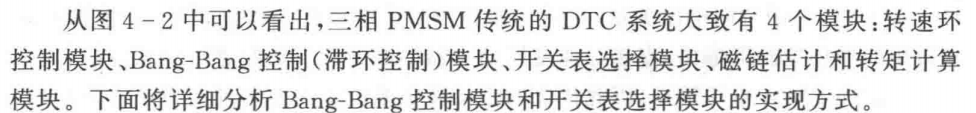 从图 4-2 中可以看出,三相 PMSM 传统的 DTC 系统大致有 4 个模块:转速环
控制模块、Bang-Bang 控制(滞环控制)模块、开关表选择模块、磁链估计和转矩计算
模块。下面将详细分析 Bang-Bang 控制模块和开关表选择模块的实现方式。